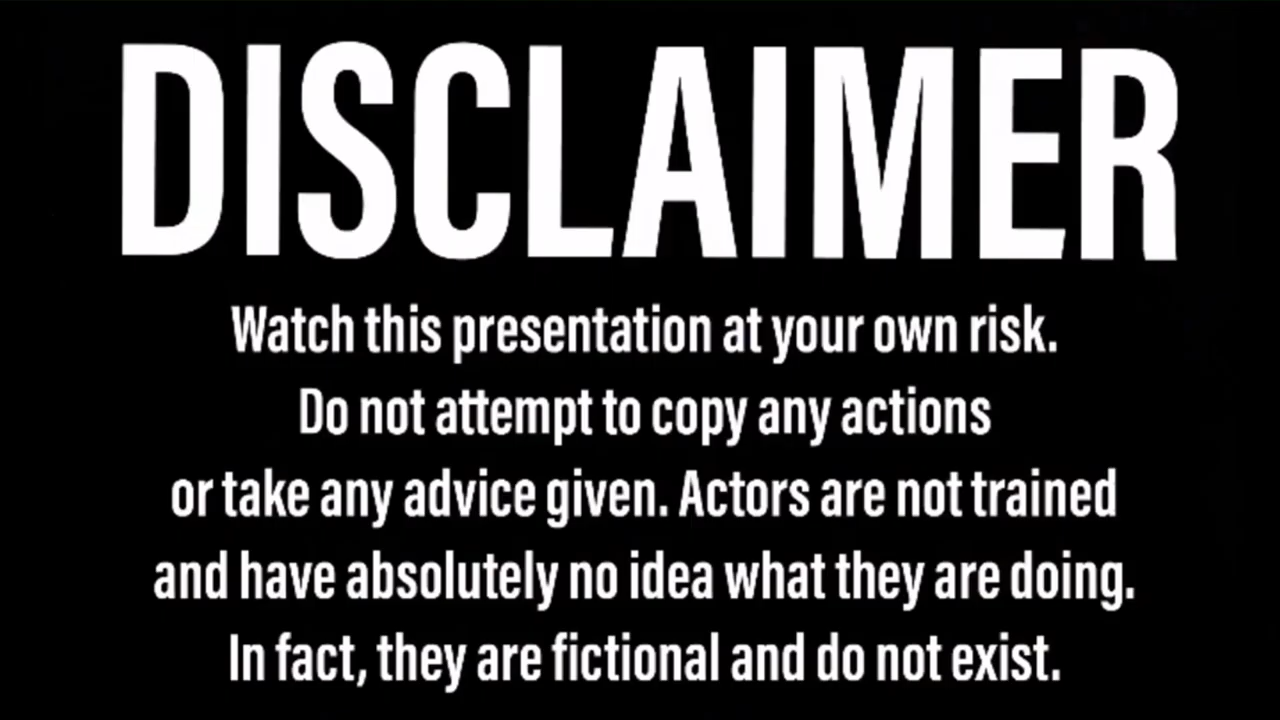 DISCLAIMER
Watch this presentation at your own risk.
Do not attempt to copy any actions
or take any advice given. Actors are not trained
and have absolutely no idea what they are doing.
In fact, they are fictional and do not exist.